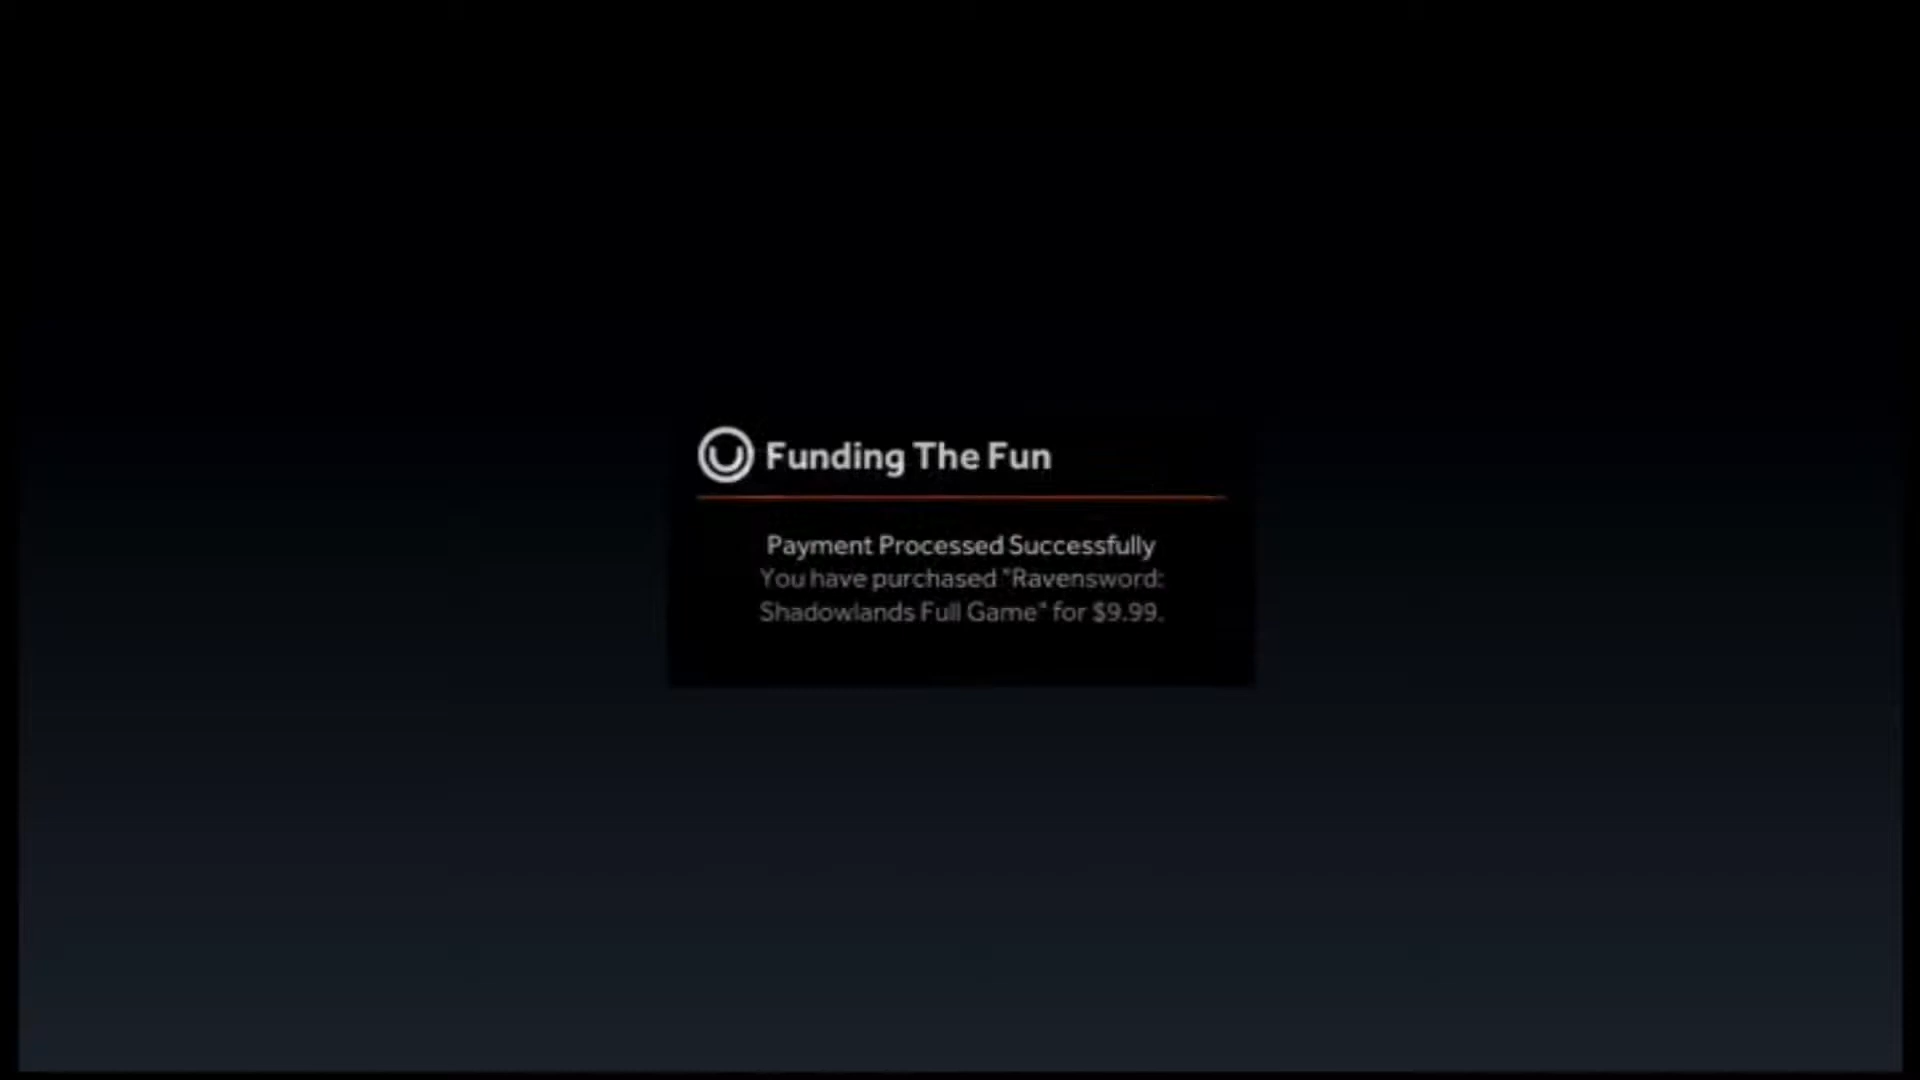 Funding The Fun
Payment Processed Successfully
You have purchased "Ravensword:
Shadowlands Full Game" for $9.99.